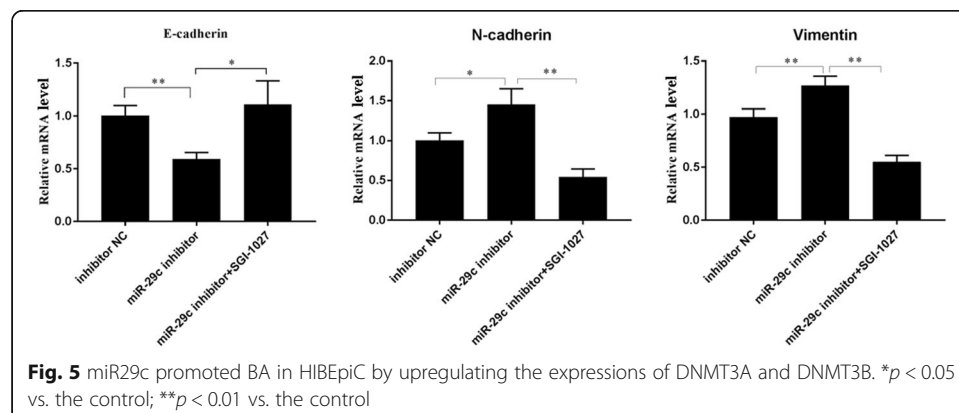 E-cadherin
Relative mRNA level
1.5
1.0
0.5
0.0
**
*
inhibitor NC
miR-29c inhibitor
miR-29c inhibitor+SGI-1027
N-cadherin
Relative mRNA level
2.0
1.5
1.0
0.5
0.0
*
**
inhibitor NC
miR-29c inhibitor
miR-29c inhibitor+SGI-1027
Vimentin
Relative mRNA level
1.5
1.0
0.5
0.0
**
**
inhibitor NC
miR-29c inhibitor
miR-29c inhibitor+SGI-1027
Fig. 5 miR29c promoted BA in HIBEpiC by upregulating the expressions of DNMT3A and DNMT3B. *p < 0.05
vs. the control; **p < 0.01 vs. the control